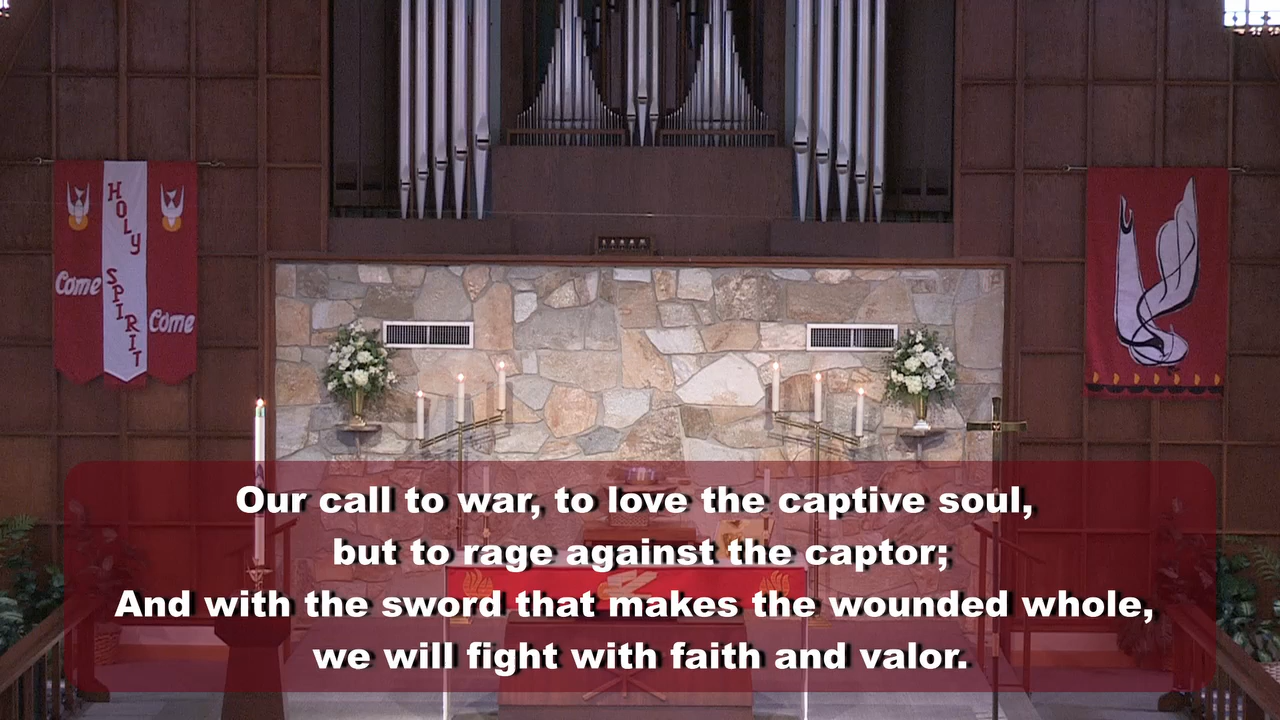 HOLY SPIRIT
Come
Come
Our call to war, to love the captive soul,
but to rage against the captor;
And with the sword that makes the wounded whole,
we will fight with faith and valor.